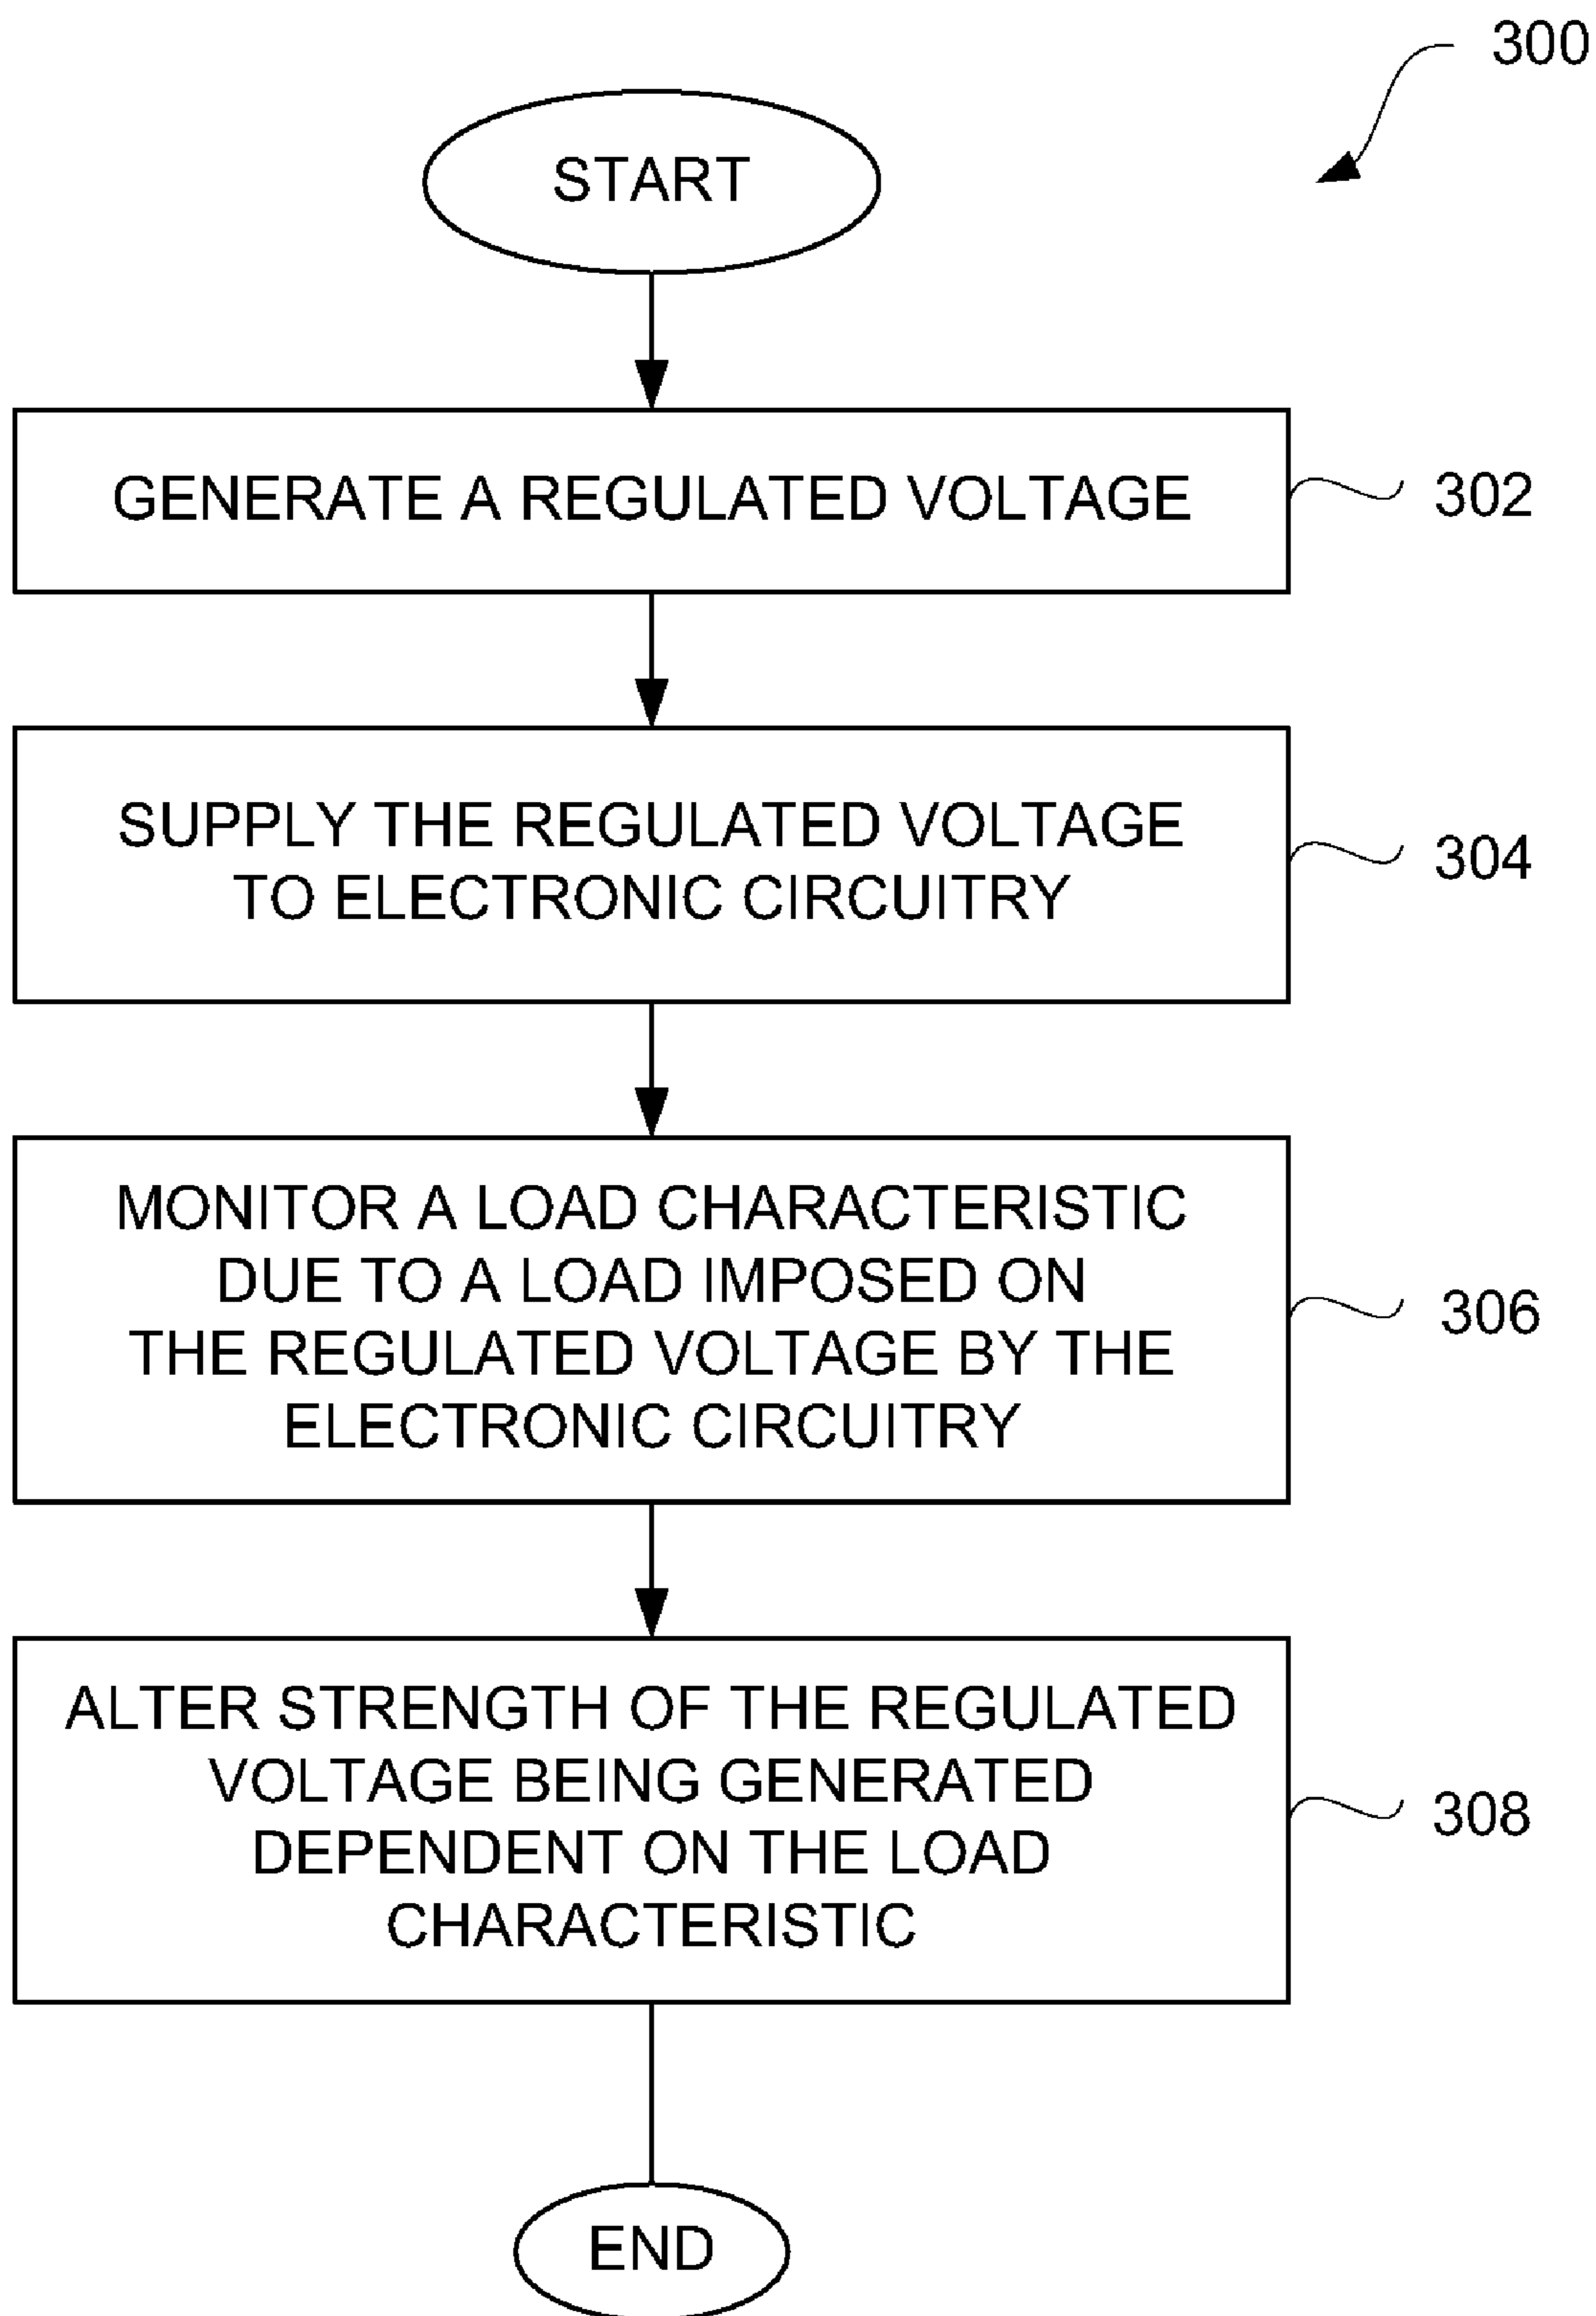 300
START
GENERATE A REGULATED VOLTAGE
302
SUPPLY THE REGULATED VOLTAGE
TO ELECTRONIC CIRCUITRY
304
MONITOR A LOAD CHARACTERISTIC
DUE TO A LOAD IMPOSED ON
THE REGULATED VOLTAGE BY THE
ELECTRONIC CIRCUITRY
306
ALTER STRENGTH OF THE REGULATED
VOLTAGE BEING GENERATED
DEPENDENT ON THE LOAD
CHARACTERISTIC
308
END